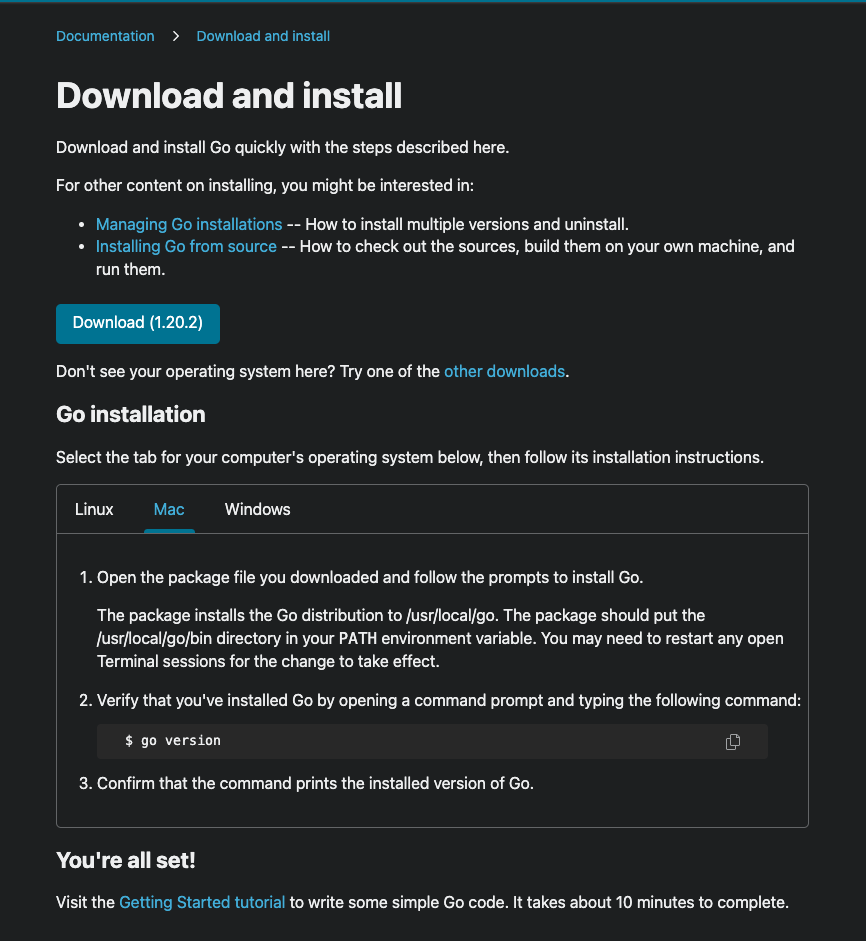 Documentation > Download and install
Download and install
Download and install Go quickly with the steps described here.
For other content on installing, you might be interested in:
• Managing Go installations -- How to install multiple versions and uninstall.
• Installing Go from source -- How to check out the sources, build them on your own machine, and
run them.
Download (1.20.2)
Don't see your operating system here? Try one of the other downloads.
Go installation
Select the tab for your computer's operating system below, then follow its installation instructions.
Linux Mac Windows
1. Open the package file you downloaded and follow the prompts to install Go.
The package installs the Go distribution to /usr/local/go. The package should put the
/usr/local/go/bin directory in your PATH environment variable. You may need to restart any open
Terminal sessions for the change to take effect.
2. Verify that you've installed Go by opening a command prompt and typing the following command:
$ go version
3. Confirm that the command prints the installed version of Go.
You're all set!
Visit the Getting Started tutorial to write some simple Go code. It takes about 10 minutes to complete.